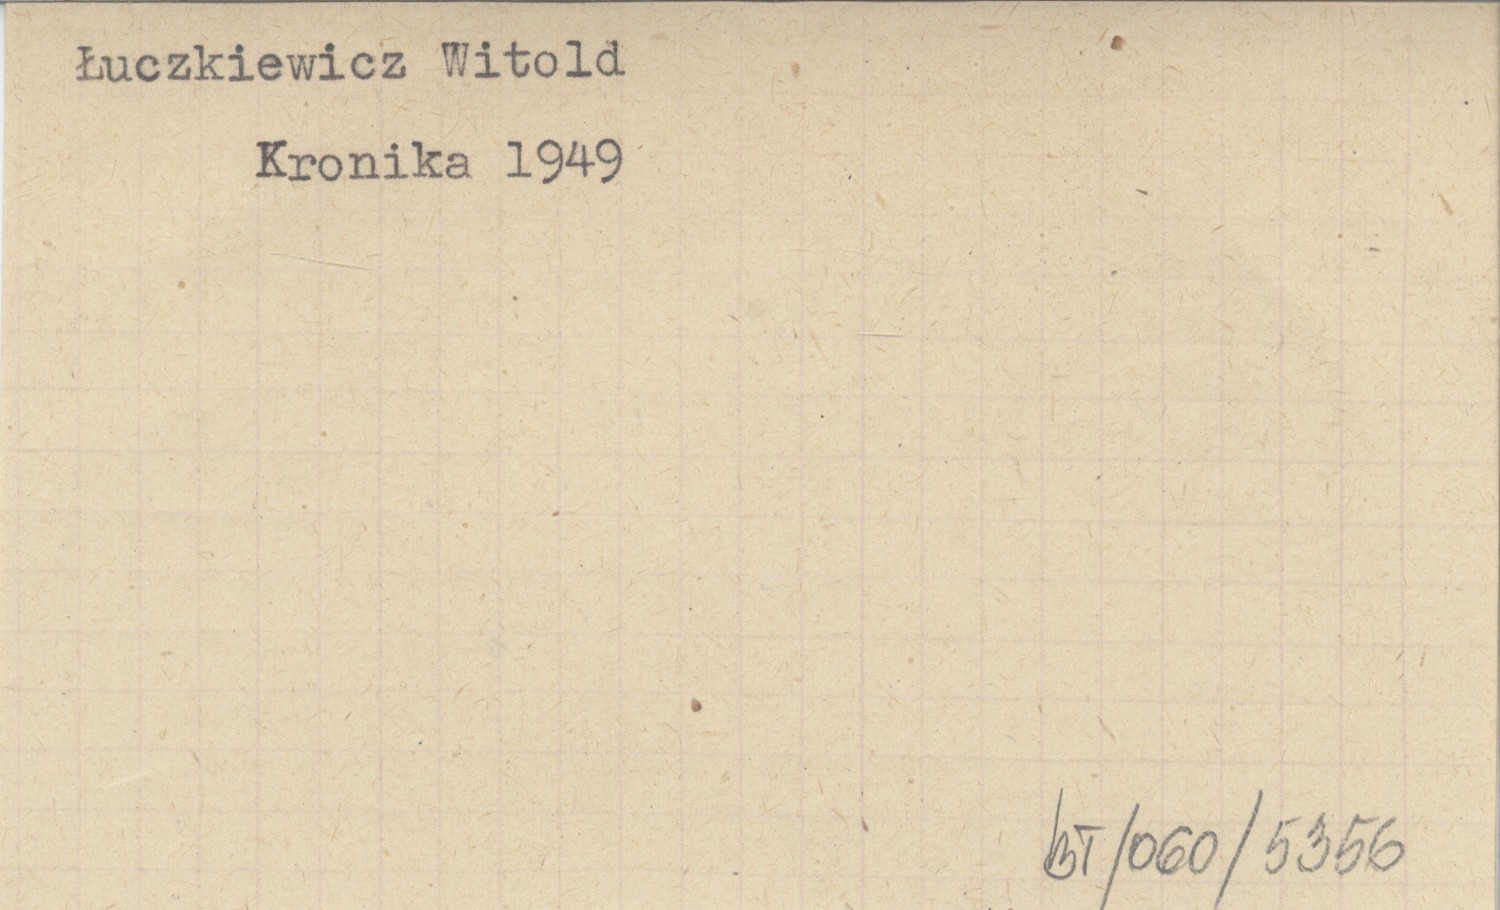 Łuczkiewicz Witold
Kronika 1949
BT/060/5356